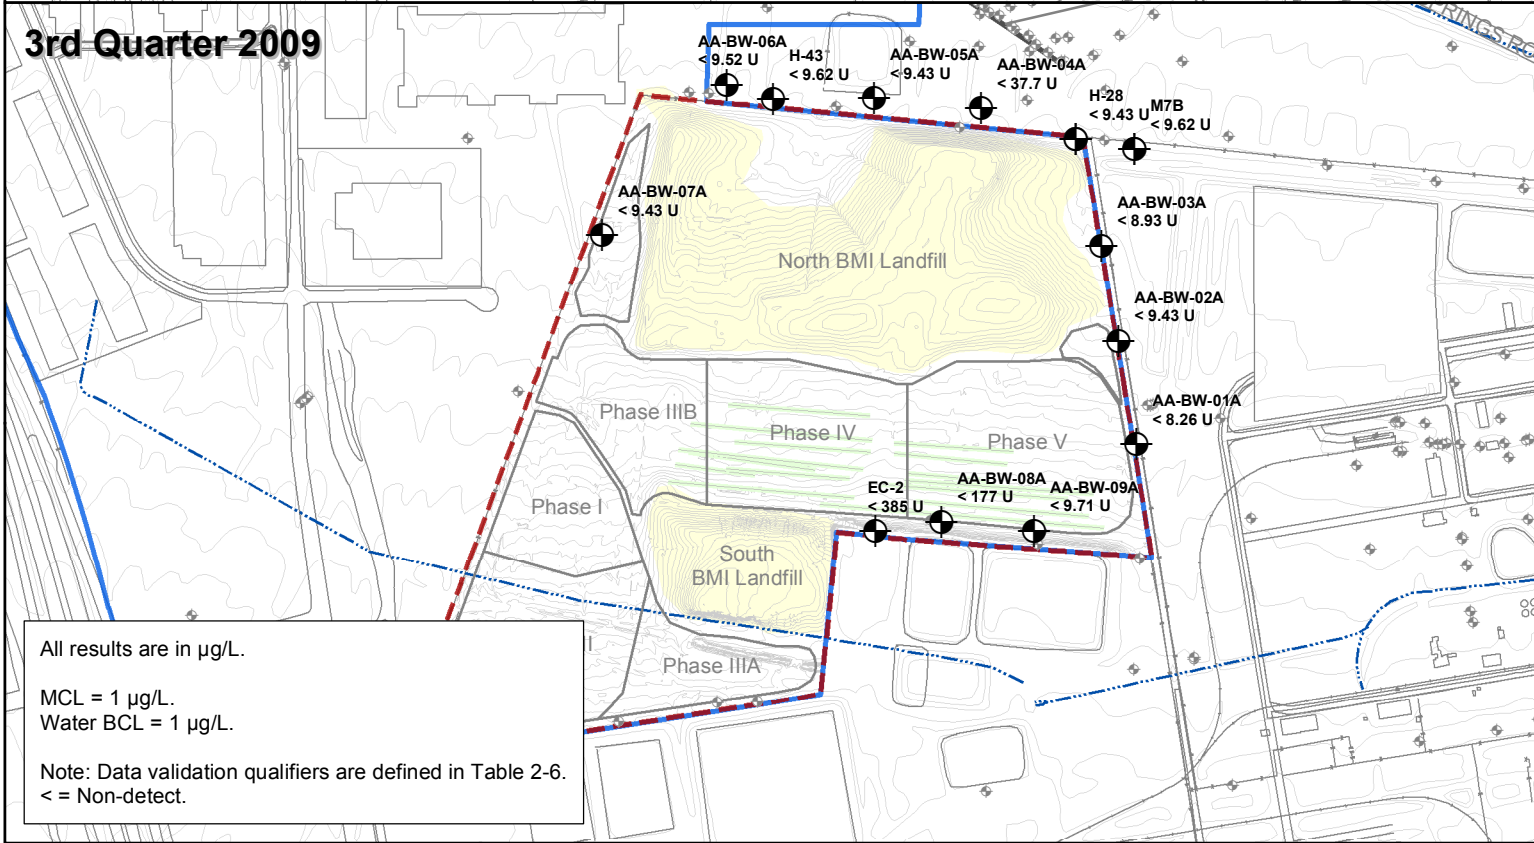 3rd Quarter 2009
RINGS RO
AA-BW-06A
< 9.52 U
H-43
< 9.62 U
AA-BW-05A
< 9.43 U
AA-BW-04A
< 37.7 U
H-28
< 9.43 U
M7B
< 9.62 U
AA-BW-07A
< 9.43 U
AA-BW-03A
< 8.93 U
North BMI Landfill
AA-BW-02A
< 9.43 U
AA-BW-01A
< 8.26 U
Phase IIIB
Phase IV
Phase V
EC-2
< 385 U
AA-BW-08A
< 177 U
AA-BW-09A
< 9.71 U
Phase I
South
BMI Landfill
Phase IIIA
All results are in µg/L.
MCL = 1 µg/L.
Water BCL = 1 µg/L.
Note: Data validation qualifiers are defined in Table 2-6.
< = Non-detect.